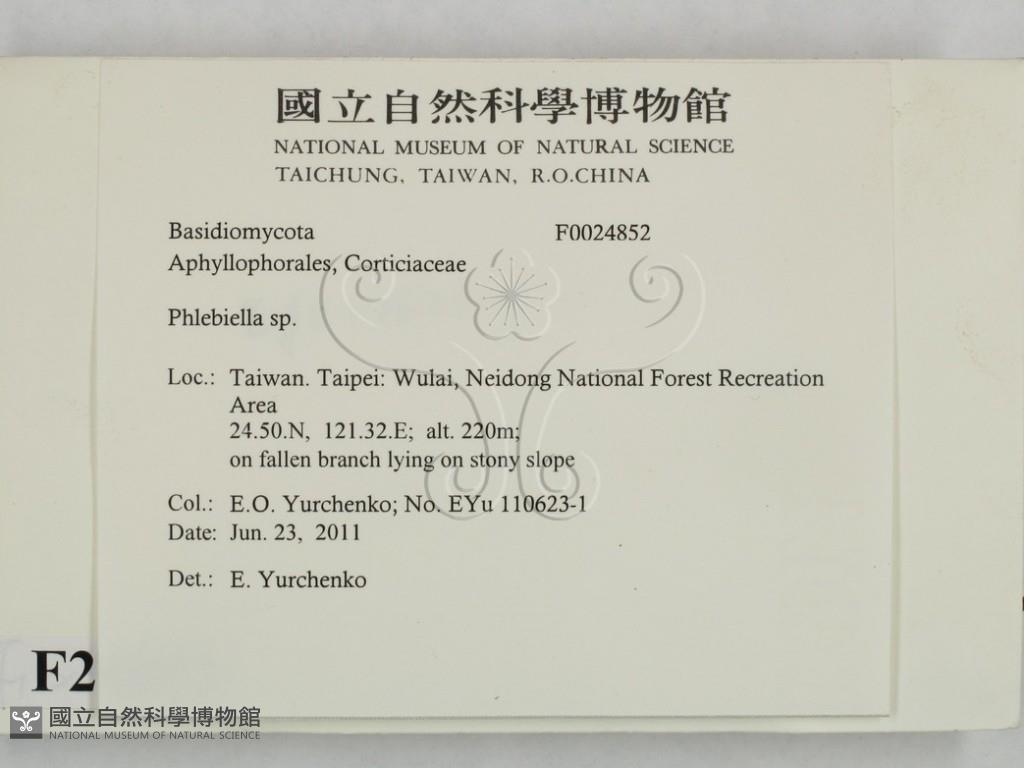 國立自然科學博物館
NATIONAL MUSEUM OF NATURAL SCIENCE
TAICHUNG, TAIWAN, R.O.CHINA
Basidiomycota F0024852
Aphyllophorales, Corticiaceae
Phlebiella sp.
Loc.: Taiwan. Taipei: Wulai, Neidong National Forest Recreation
Area
24.50.N, 121.32.E; alt. 220m;
on fallen branch lying on stony slope
Col.: E.O. Yurchenko; No. EYu 110623-1
Date: Jun. 23, 2011
Det.: E. Yurchenko
F2
國立自然科學博物館
NATIONAL MUSEUM OF NATURAL SCIENCE